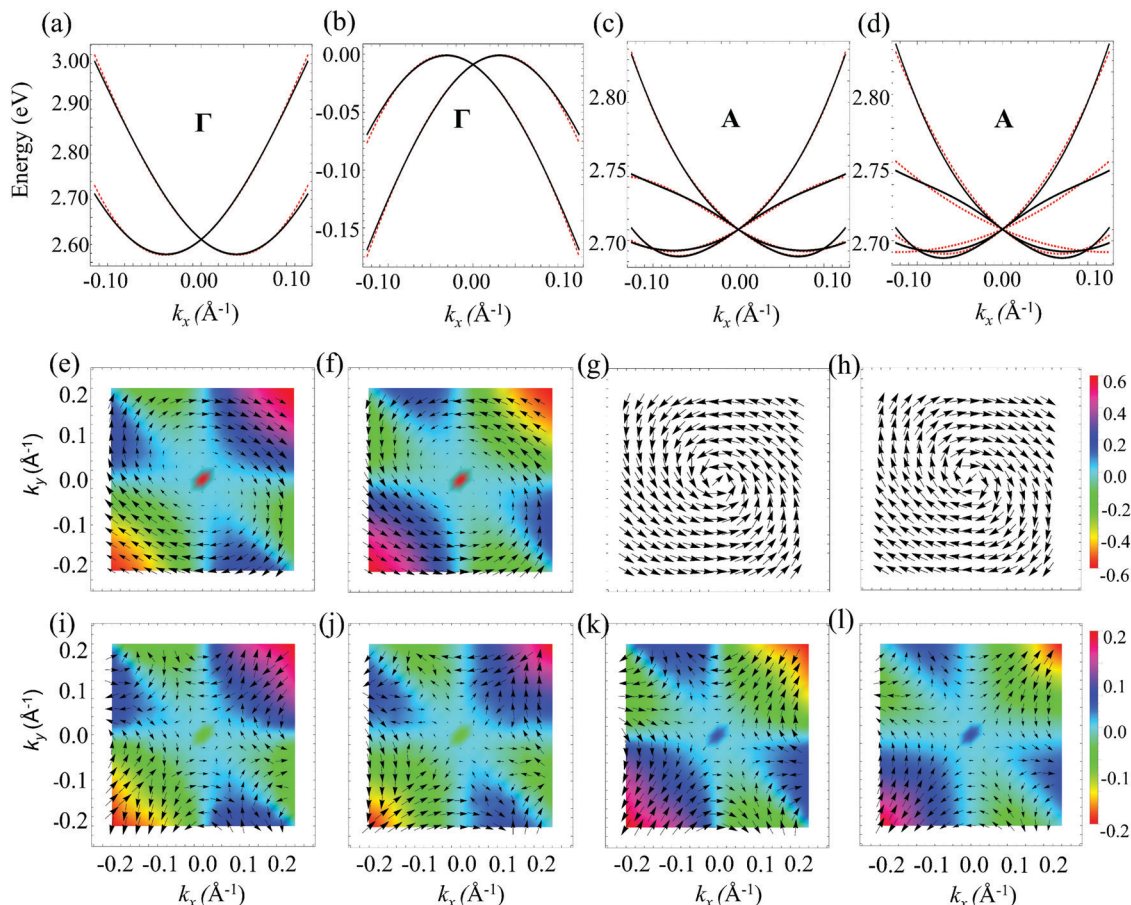 (a) (b) (c) (d)
Energy (eV)
3.00 2.90 2.80 2.70 2.60
0.00 -0.05 -0.10 -0.15
2.80 2.75 2.70
2.80 2.75 2.70
Γ Γ A A
-0.10 0.00 0.10 -0.10 0.00 0.10 -0.10 0.00 0.10 -0.10 0.00 0.10
kx (Å-1) kx (Å-1) kx (Å-1) kx (Å-1)
(e) (f) (g) (h)
ky (Å-1)
0.2 0.1 0.0 -0.1 -0.2
0.6 0.4 0.2 0.0 -0.2 -0.4 -0.6
(i) (j) (k) (l)
ky (Å-1)
0.2 0.1 0.0 -0.1 -0.2
0.2 0.1 0.0 -0.1 -0.2
-0.2 -0.1 0.0 0.1 0.2 -0.2 -0.1 0.0 0.1 0.2 -0.2 -0.1 0.0 0.1 0.2 -0.2 -0.1 0.0 0.1 0.2
kx (Å-1) kx (Å-1) kx (Å-1) kx (Å-1)